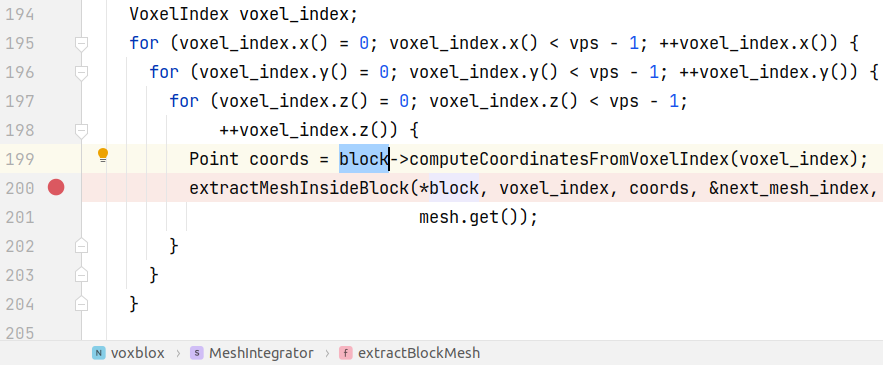 194 VoxelIndex voxel_index;
195 for (voxel_index.x() = 0; voxel_index.x() < vps - 1; ++voxel_index.x()) {
196 for (voxel_index.y() = 0; voxel_index.y() < vps - 1; ++voxel_index.y()) {
197 for (voxel_index.z() = 0; voxel_index.z() < vps - 1;
198 ++voxel_index.z()) {
199 Point coords = block->computeCoordinatesFromVoxelIndex(voxel_index);
200 extractMeshInsideBlock(*block, voxel_index, coords, &next_mesh_index,
201 mesh.get());
202 }
203 }
204 }
205
N voxblox › S MeshIntegrator › f extractBlockMesh